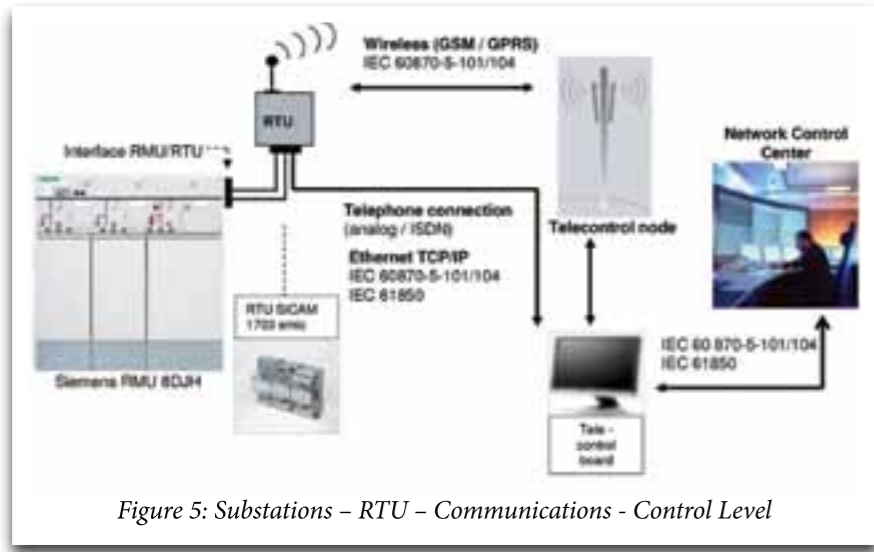 Wireless (GSM / GPRS)
IEC 60870-5-101/104
RTU
Interface RMU/RTU
Network Control
Center
Telephone connection
(analog / ISDN)
Telecontrol node
Ethernet TCP/IP
IEC 60870-5-101/104
IEC 61850
RTU SICAM
1703 emic
IEC 60 870-5-101/104
IEC 61850
Siemens RMU 8DJH
Tele -
control
board
Figure 5: Substations – RTU – Communications - Control Level